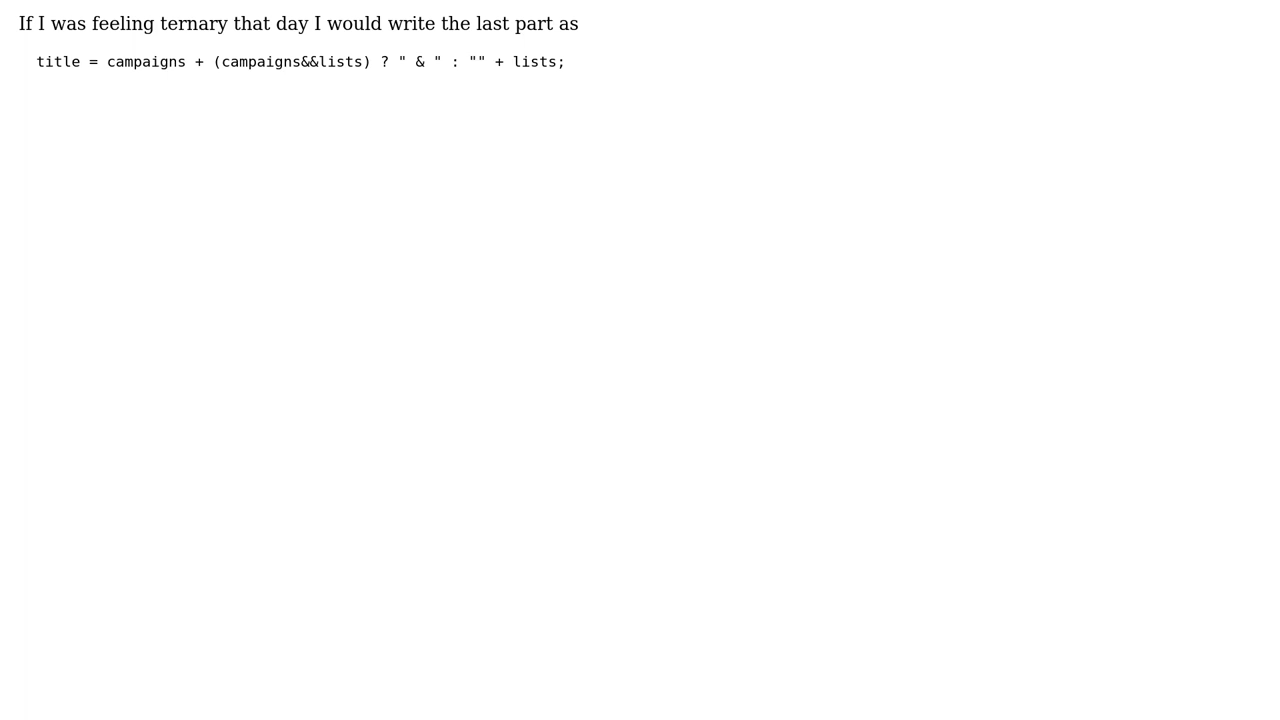 If I was feeling ternary that day I would write the last part as
title = campaigns + (campaigns&&lists) ? " & " : "" + lists;